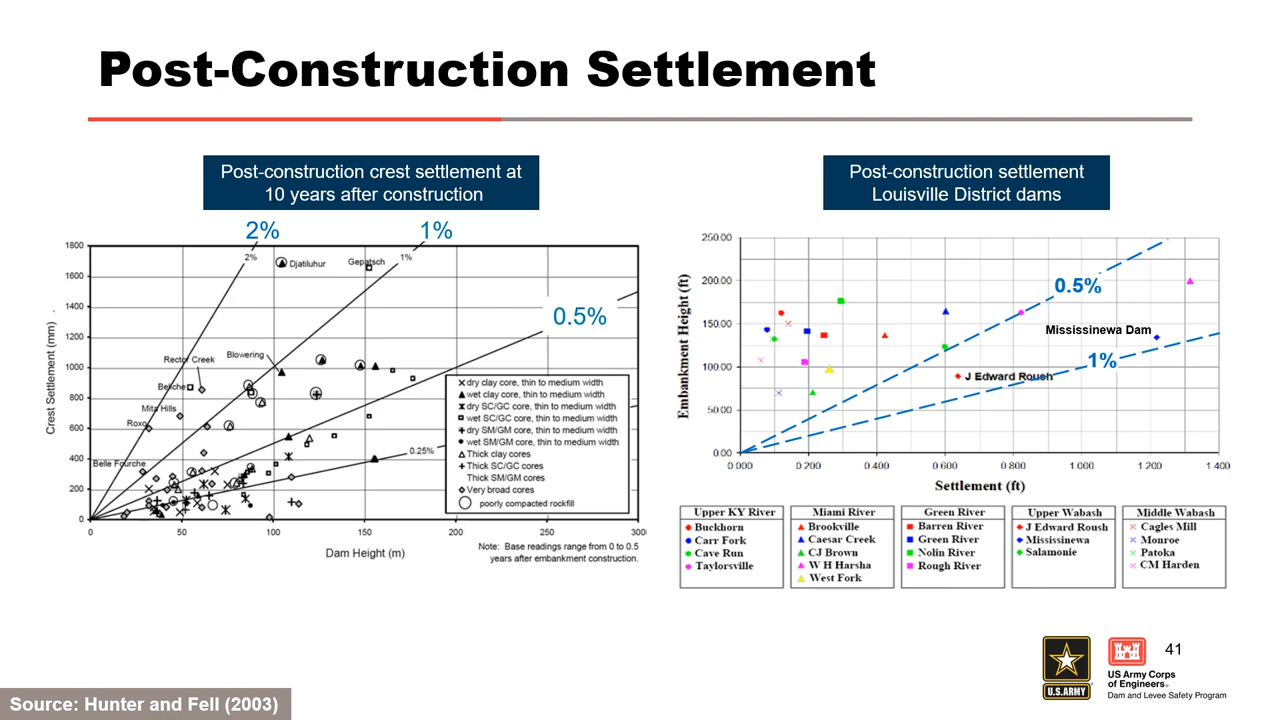 Post-Construction Settlement
Post-construction crest settlement at
10 years after construction
2%
1%
1800
1600
1400
1200
1000
800
600
400
200
0
Crest Settlement (mm)
2%
Djatiluhur
Gepatsch
1%
0.5%
Rector Creek
Blowering
Beliche
Mita Hills
Roxo
Belle Fourche
0.25%
dry clay core, thin to medium width
wet clay core, thin to medium width
dry SC/GC core, thin to medium width
wet SC/GC core, thin to medium width
dry SM/GM core, thin to medium width
wet SM/GM core, thin to medium width
Thick clay cores
Thick SC/GC cores
Thick SM/GM cores
Very broad cores
poorly compacted rockfill
0
50
100
150
200
250
300
Dam Height (m)
Note: Base readings range from 0 to 0.5
years after embankment construction.
Post-construction settlement
Louisville District dams
250.00
200.00
150.00
100.00
50.00
0.00
Embankment Height (ft)
0.5%
Mississinewa Dam
1%
J Edward Roush
0.000
0.200
0.400
0.600
0.800
1.000
1.200
1.400
Settlement (ft)
Upper KY River
Buckhorn
Carr Fork
Cave Run
Taylorsville
Miami River
Brookville
Caesar Creek
CJ Brown
W H Harsha
West Fork
Green River
Barren River
Green River
Nolin River
Rough River
Upper Wabash
J Edward Roush
Mississinewa
Salamonie
Middle Wabash
Cagles Mill
Monroe
Patoka
CM Harden
U.S. ARMY
US Army Corps
of Engineers®
Dam and Levee Safety Program
41
Source: Hunter and Fell (2003)